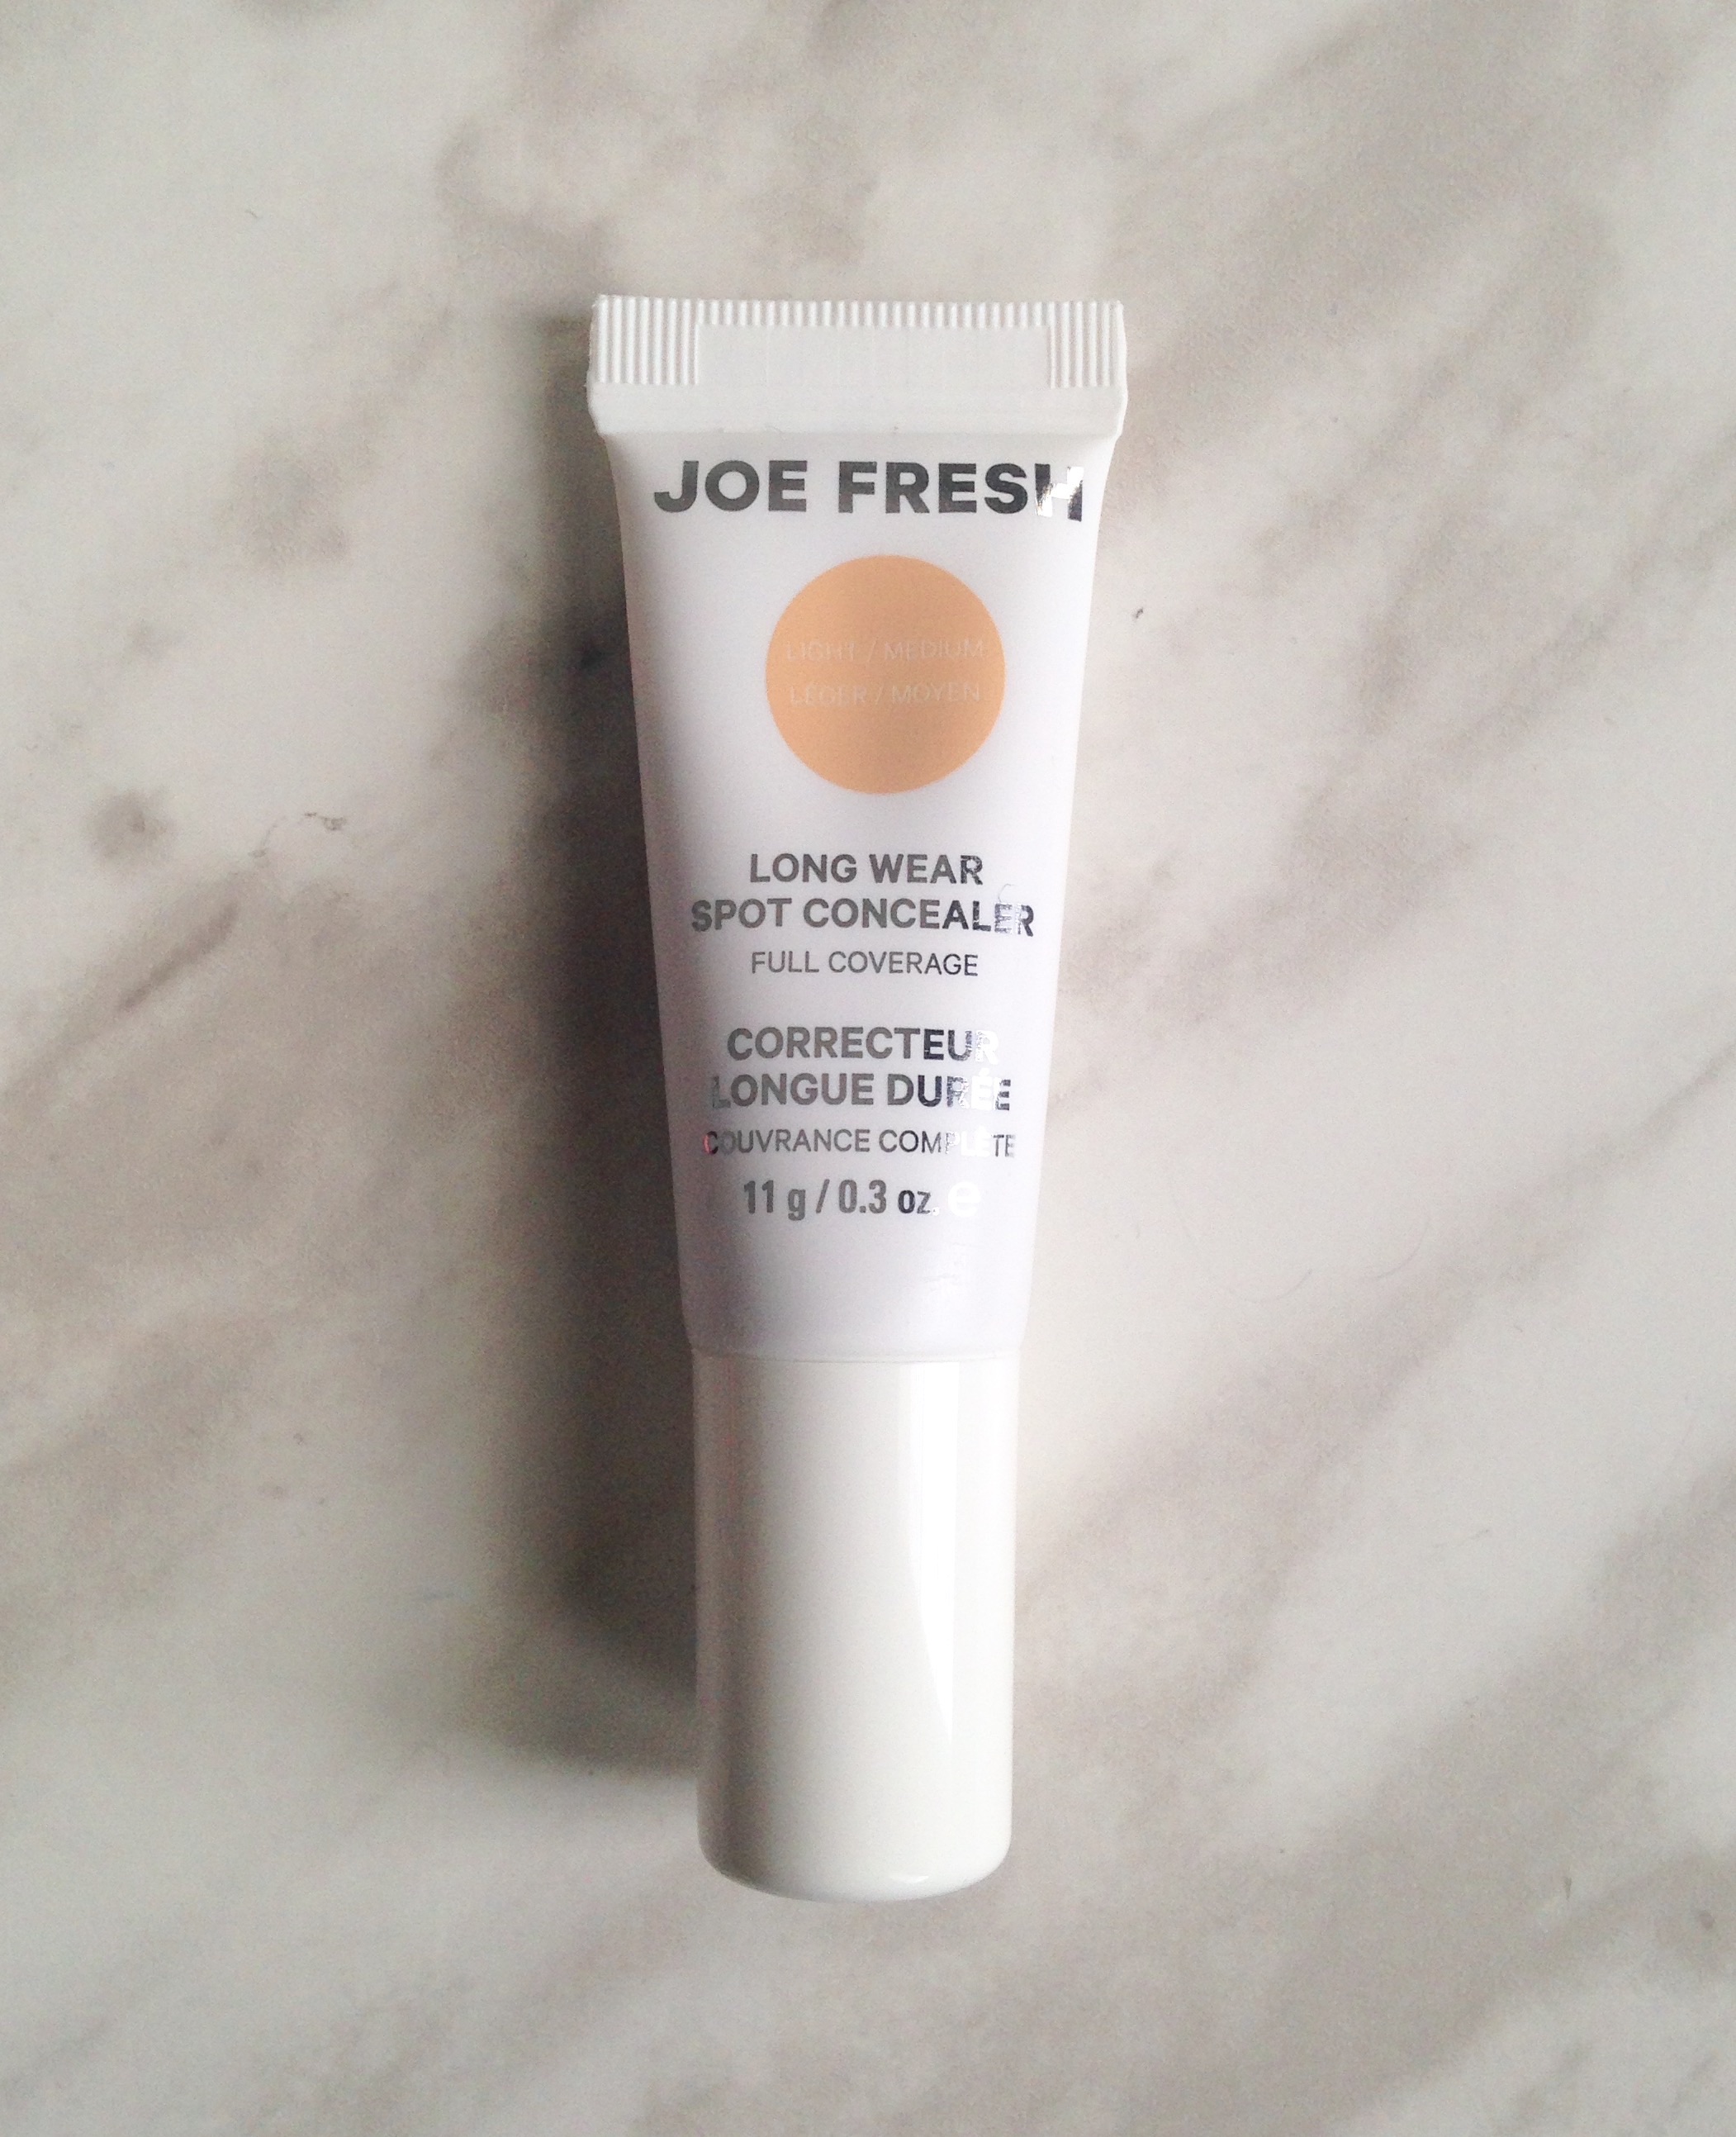 JOE FRESH
LIGHT / MEDIUM
LÉGER / MOYEN
LONG WEAR
SPOT CONCEALER
FULL COVERAGE
CORRECTEUR
LONGUE DURÉE
COUVRANCE COMPLÈTE
11 g / 0.3 oz. e